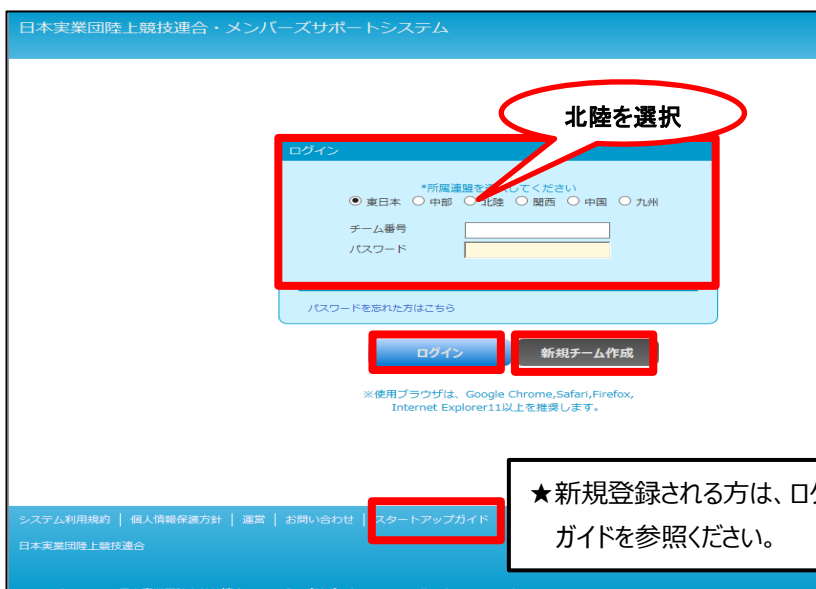 日本実業団陸上競技連合・メンバーズサポートシステム
北陸を選択
ログイン
*所属連盟を してください
東日本 中部 北陸 関西 中国 九州
チーム番号
パスワード
パスワードを忘れた方はこちら
ログイン 新規チーム作成
※使用ブラウザは、Google Chrome,Safari,Firefox,
Internet Explorer11以上を推奨します。
★新規登録される方は、ログ
ガイドを参照ください。
システム利用規約 | 個人情報保護方針 | 運営 | お問い合わせ | スタートアップガイド
日本実業団陸上競技連合